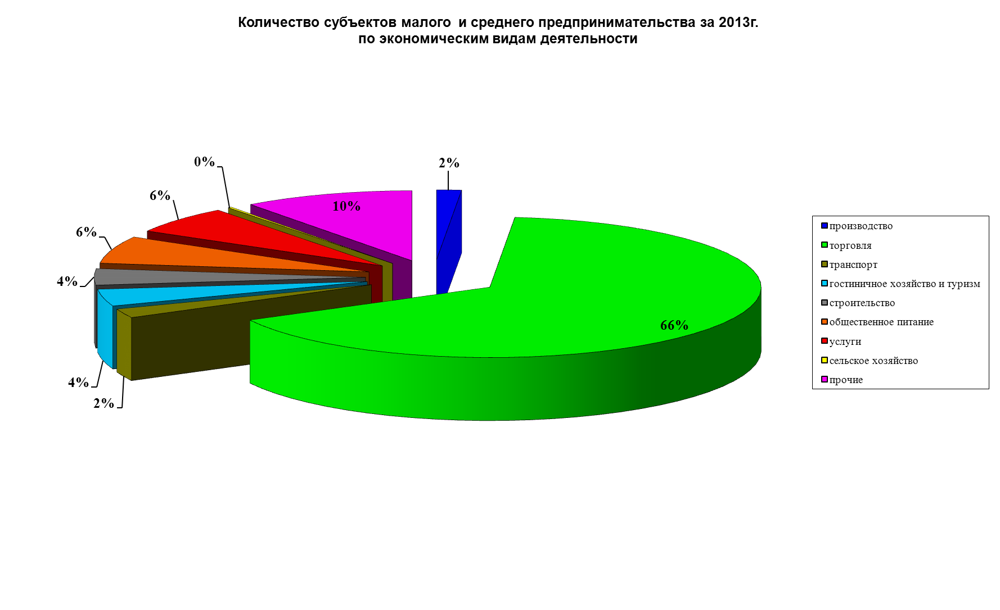 Количество субъектов малого и среднего предпринимательства за 2013г.
по экономическим видам деятельности
0%
2%
6%
10%
6%
4%
66%
4%
2%
производство
торговля
транспорт
гостиничное хозяйство и туризм
строительство
общественное питание
услуги
сельское хозяйство
прочие